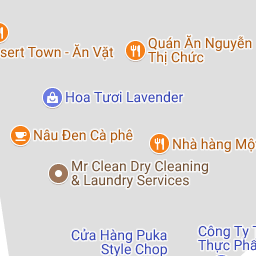 sert Town - Ăn Vặt
Quán Ăn Nguyễn
Thị Chức
Hoa Tươi Lavender
Nâu Đen Cà phê
Nhà hàng Mộ
Mr Clean Dry Cleaning
& Laundry Services
Cửa Hàng Puka
Style Chop
Công Ty T
Thực Phẩ